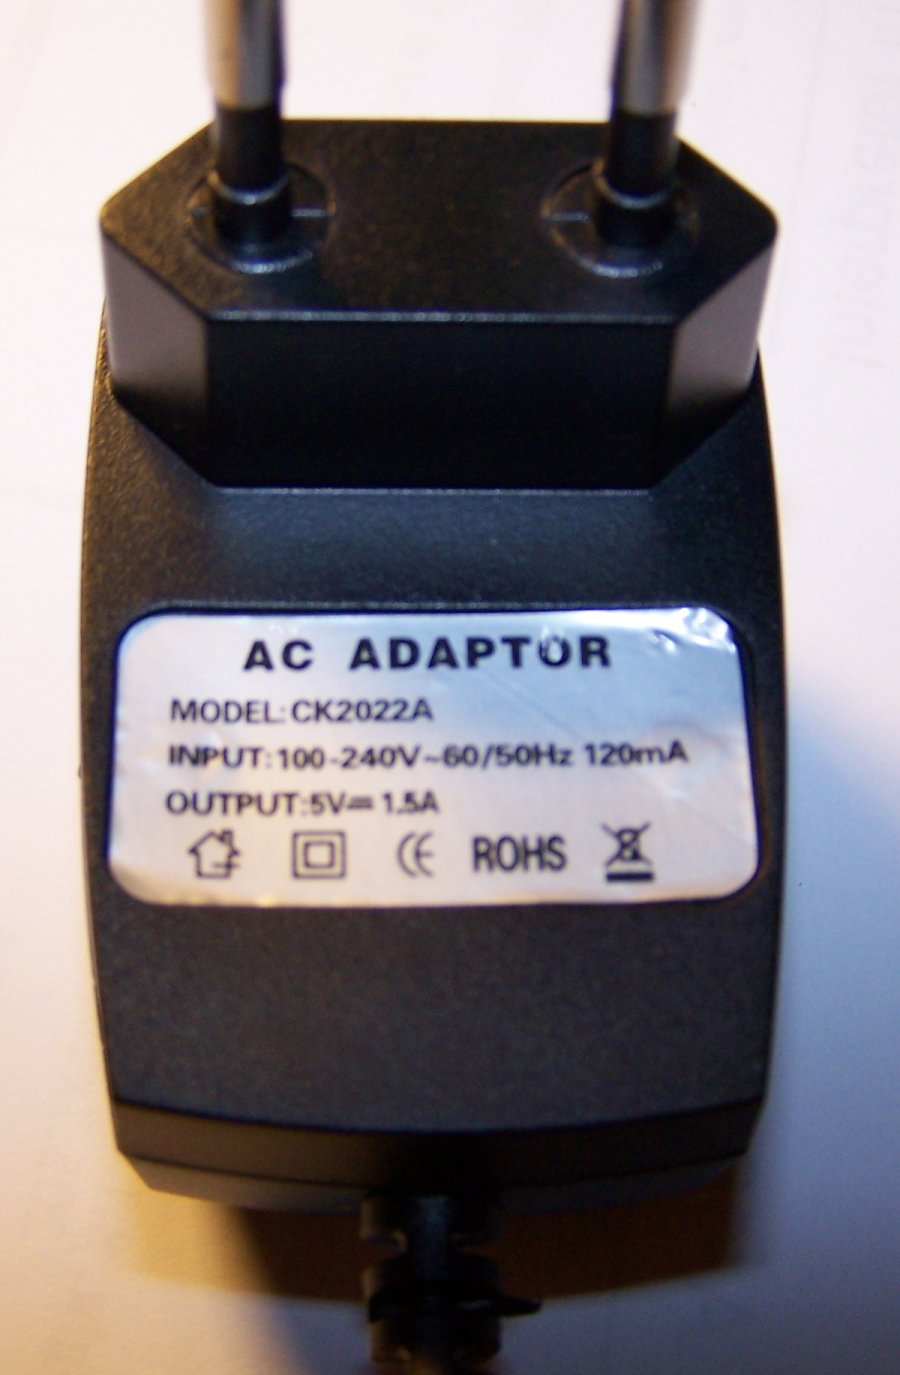 AC ADAPTOR
MODEL: CK2022A
INPUT: 100-240V~60/50Hz 120mA
OUTPUT:5V⎓ 1.5A
CE ROHS